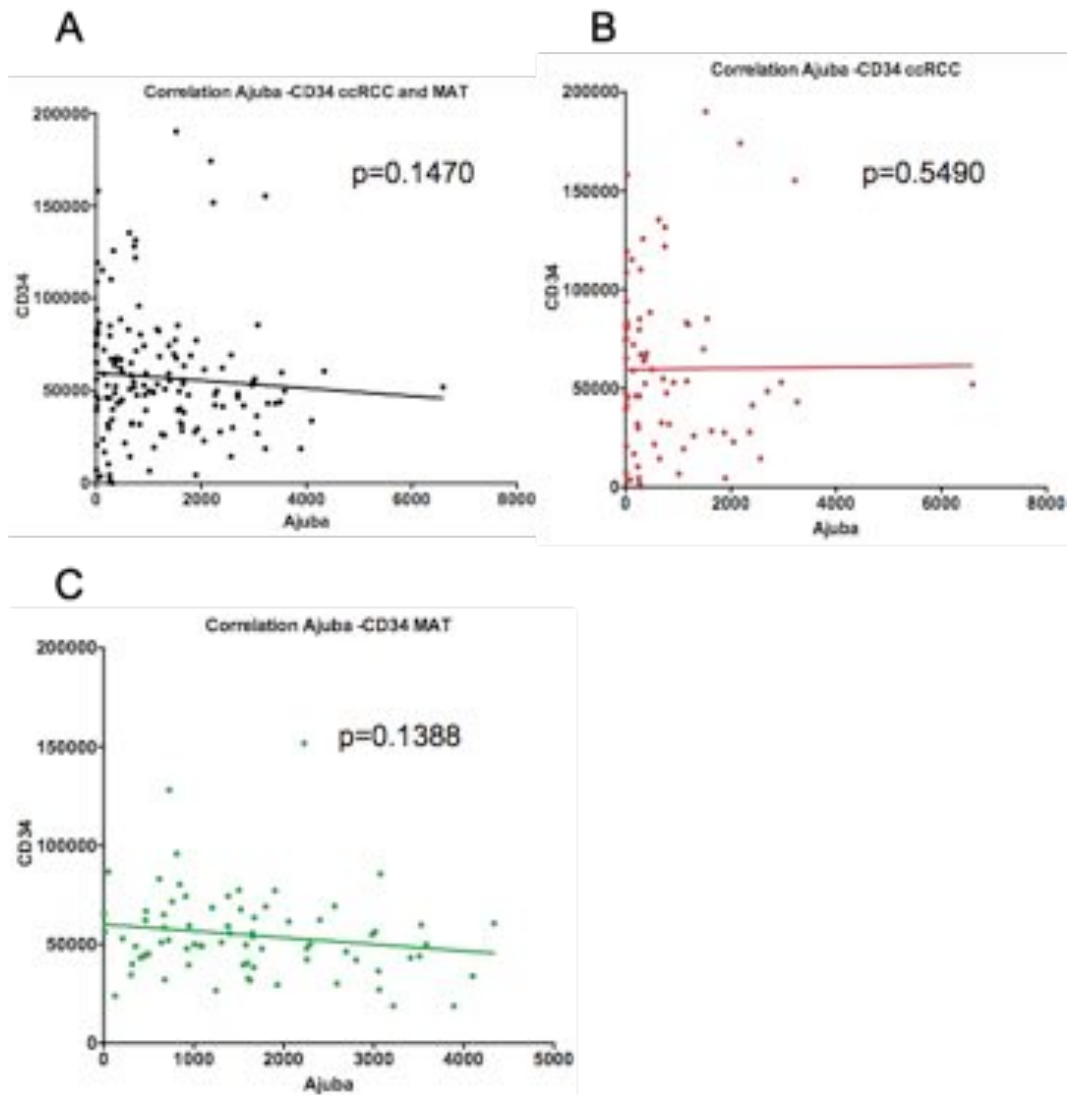 A
Correlation Ajuba -CD34 ccRCC and MAT
200000
150000
100000
50000
0
CD34
p=0.1470
0 2000 4000 6000 8000
Ajuba
B
Correlation Ajuba -CD34 ccRCC
200000
150000
100000
50000
0
CD34
p=0.5490
0 2000 4000 6000 8000
Ajuba
C
Correlation Ajuba -CD34 MAT
200000
150000
100000
50000
0
CD34
p=0.1388
0 1000 2000 3000 4000 5000
Ajuba